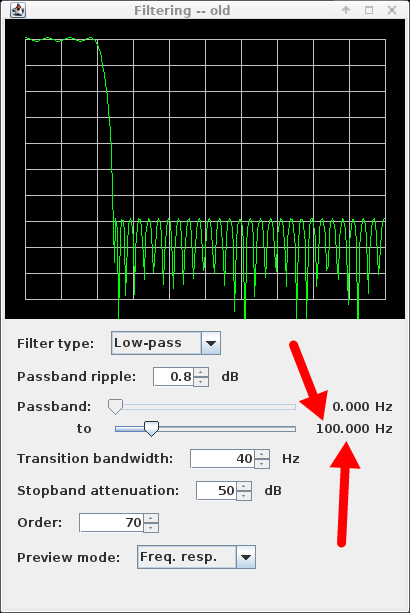 Filtering -- old
Filter type: Low-pass
Passband ripple: 0.8 dB
Passband: 0.000 Hz
to 100.000 Hz
Transition bandwidth: 40 Hz
Stopband attenuation: 50 dB
Order: 70
Preview mode: Freq. resp.